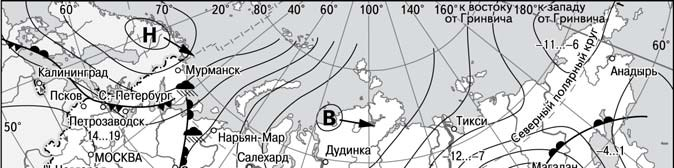 60° 70° к востоку 180° к западу
от Гринвича от Гринвича
20° 40° 60° 80° 100° 120° 140° 160°
Н
-11...-6
60°
Калининград
Мурманск
Анадырь
Северный полярный круг
Псков С.-Петербург
Петрозаводск
В
Тикси
50°
14...19
Нарьян-Мар
-4...1
МОСКВА
Салехард
Дудинка
-12...-7
Магадан